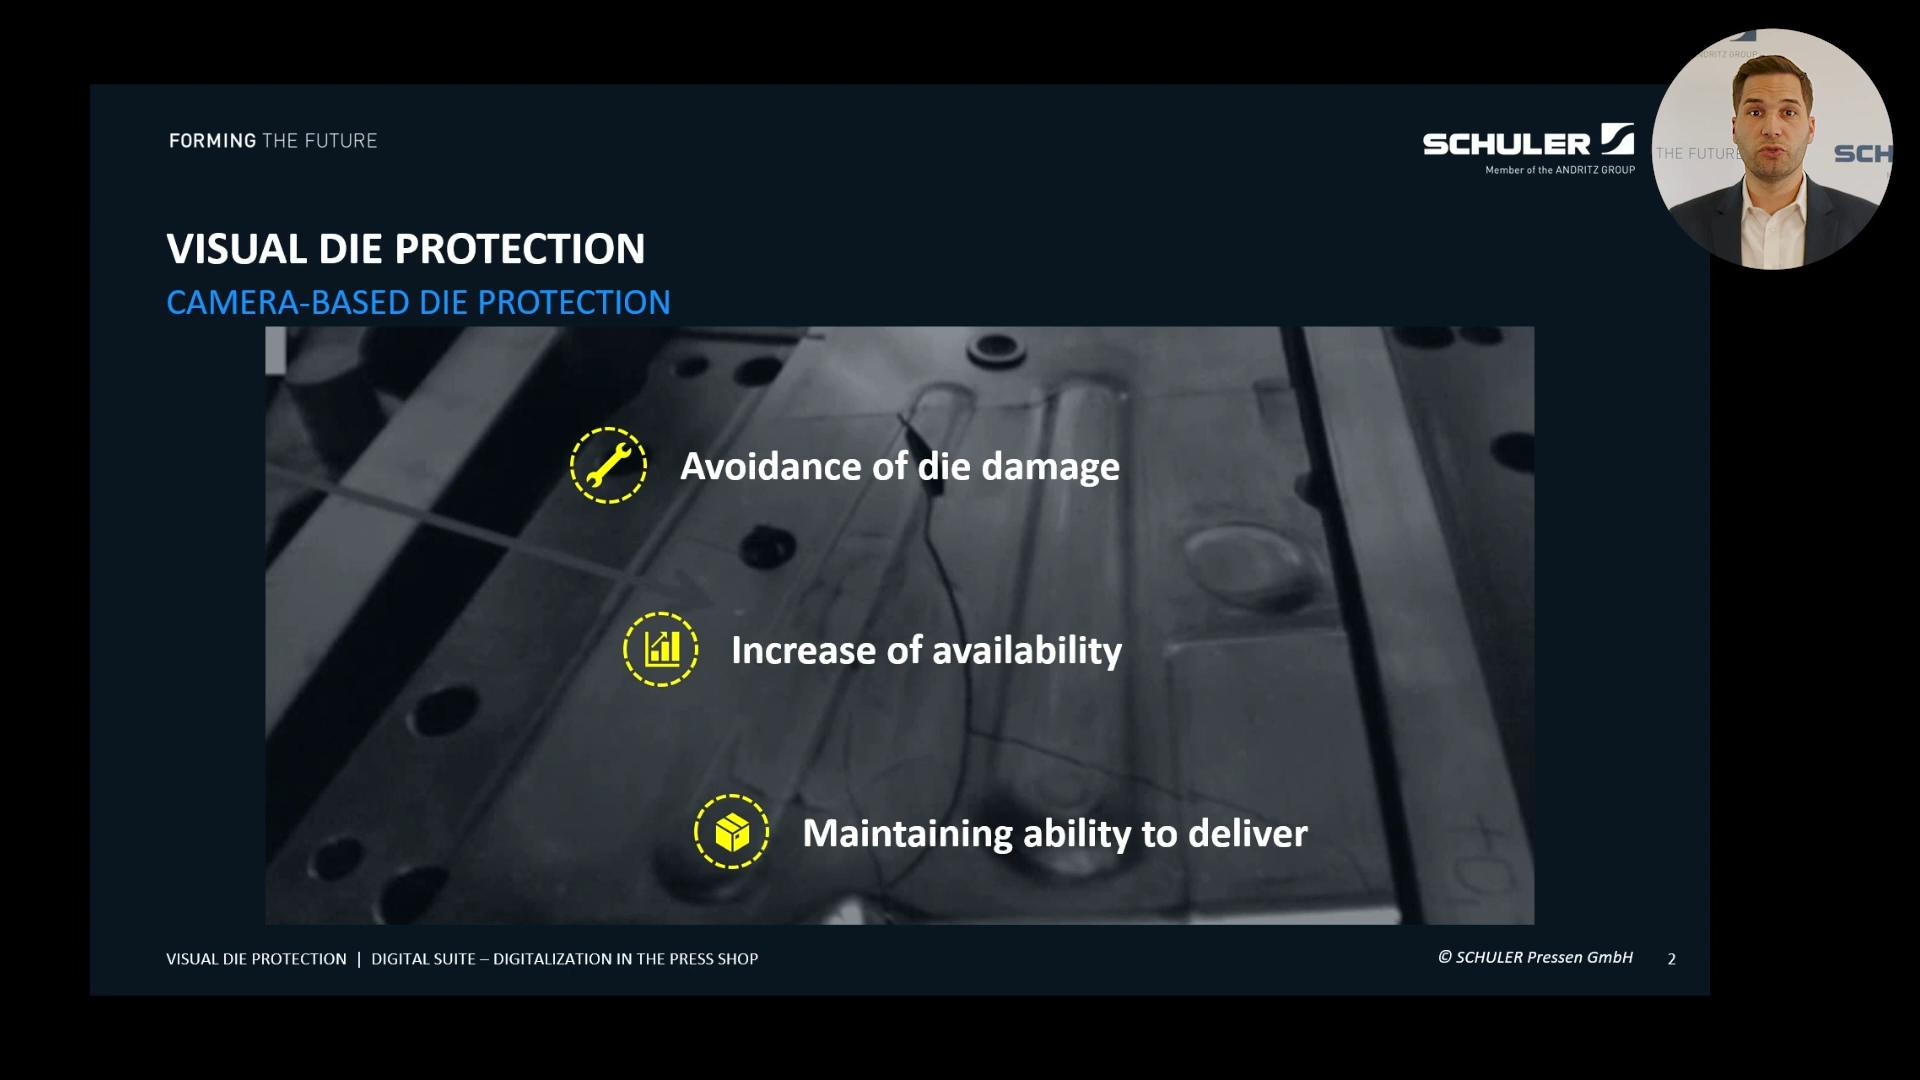 FORMING THE FUTURE
SCHULER
Member of the ANDRITZ GROUP
ANDRITZ GROUP
THE FUTURE
SCH
VISUAL DIE PROTECTION
CAMERA-BASED DIE PROTECTION
Avoidance of die damage
Increase of availability
Maintaining ability to deliver
VISUAL DIE PROTECTION | DIGITAL SUITE – DIGITALIZATION IN THE PRESS SHOP
© SCHULER Pressen GmbH
2